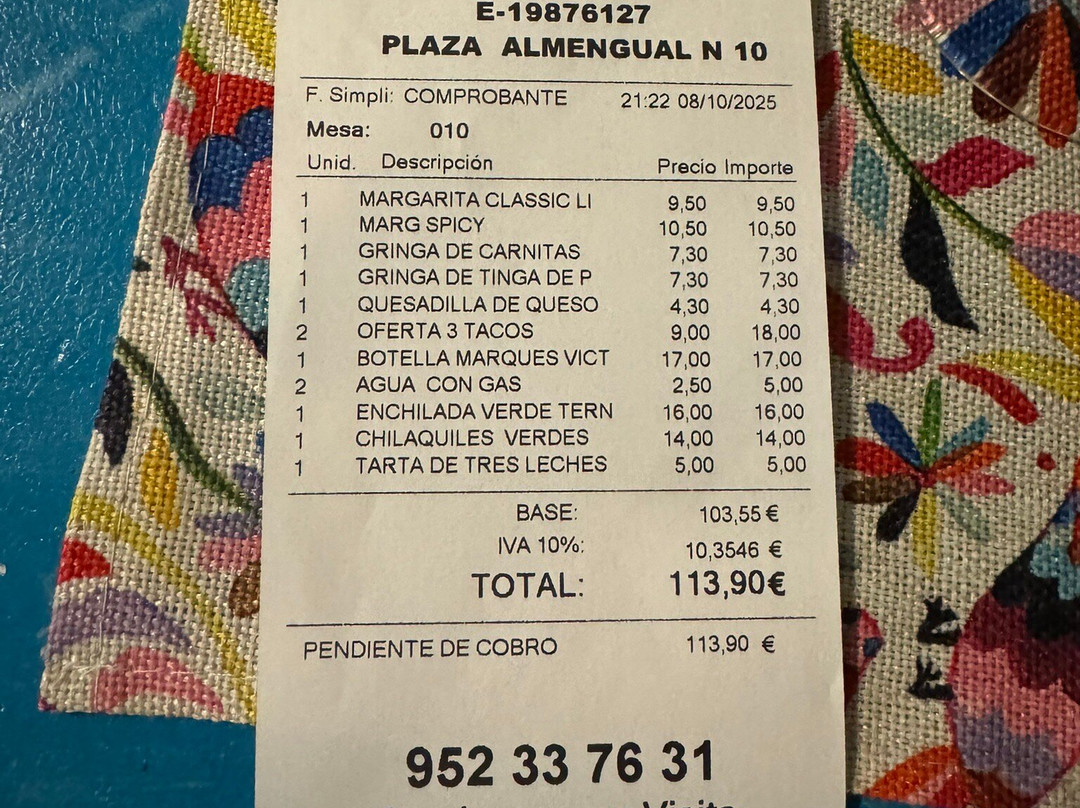 E-19876127
PLAZA ALMENGUAL N 10
F. Simpli: COMPROBANTE 21:22 08/10/2025
Mesa: 010
Unid. Descripción Precio Importe
1 MARGARITA CLASSIC LI 9,50 9,50
1 MARG SPICY 10,50 10,50
1 GRINGA DE CARNITAS 7,30 7,30
1 GRINGA DE TINGA DE P 7,30 7,30
1 QUESADILLA DE QUESO 4,30 4,30
2 OFERTA 3 TACOS 9,00 18,00
1 BOTELLA MARQUES VICT 17,00 17,00
2 AGUA CON GAS 2,50 5,00
1 ENCHILADA VERDE TERN 16,00 16,00
1 CHILAQUILES VERDES 14,00 14,00
1 TARTA DE TRES LECHES 5,00 5,00
BASE: 103,55 €
IVA 10%: 10,3546 €
TOTAL: 113,90€
PENDIENTE DE COBRO 113,90 €
952 33 76 31